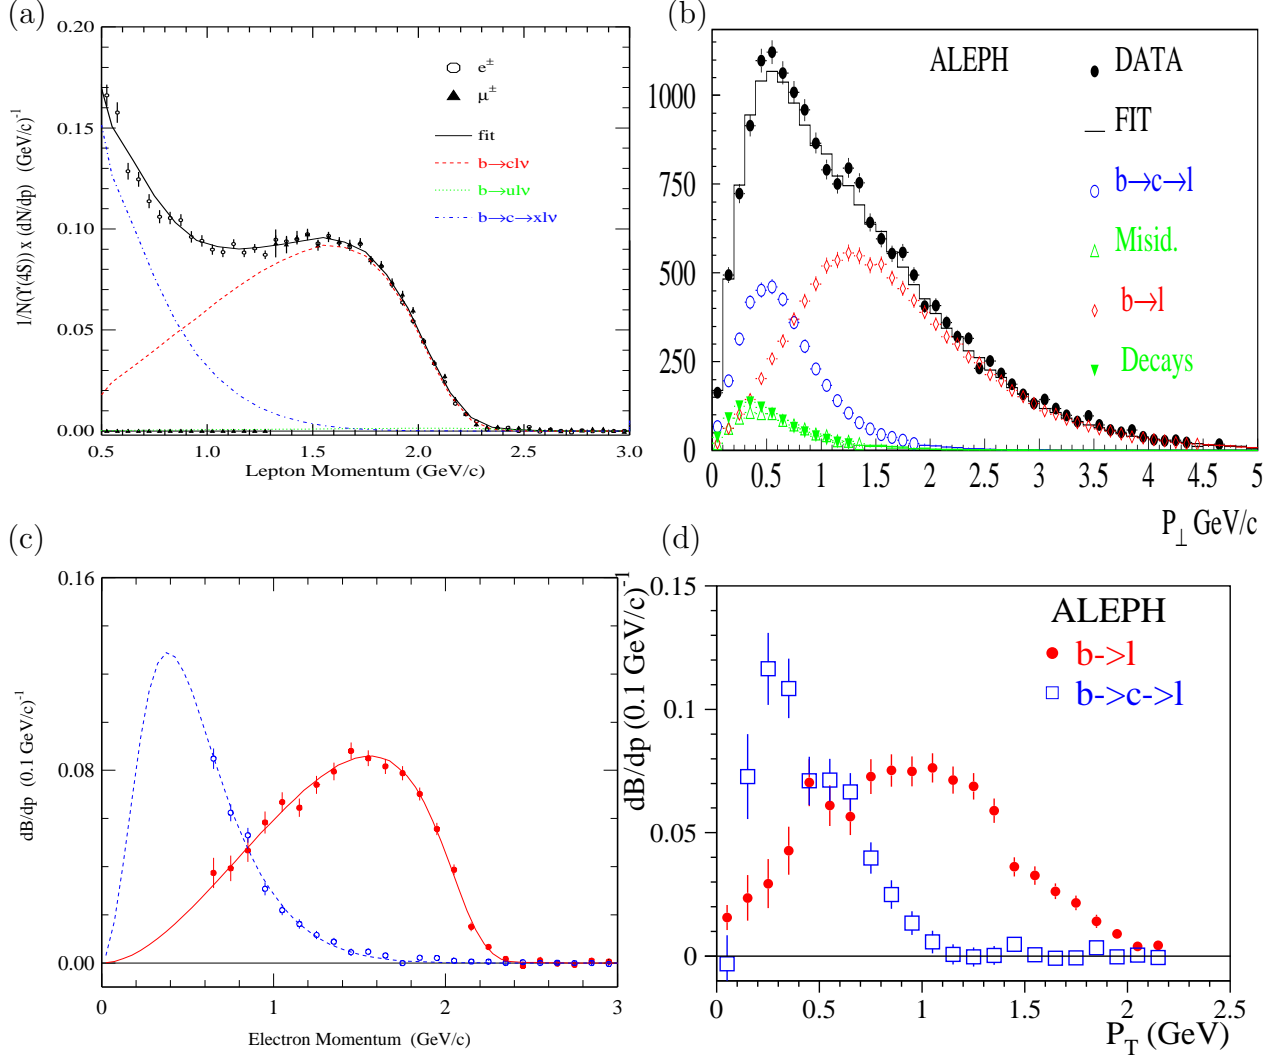 (a)
0.20
0.15
0.10
0.05
0.00
1/N(Υ(4S)) x (dN/dp) (GeV/c)⁻¹
e±
μ±
fit
b→clν
b→ulν
b→c→xlν
0.5 1.0 1.5 2.0 2.5 3.0
Lepton Momentum (GeV/c)
(b)
1000
750
500
250
0
ALEPH
DATA
FIT
b→c→l
Misid.
b→l
Decays
0 0.5 1 1.5 2 2.5 3 3.5 4 4.5 5
P⊥ GeV/c
(c)
0.16
0.08
0.00
dB/dp (0.1 GeV/c)⁻¹
1 2 3
Electron Momentum (GeV/c)
(d)
0.15
0.1
0.05
0
dB/dp (0.1 GeV/c)⁻¹
ALEPH
b->l
b->c->l
0.5 1 1.5 2 2.5
P_T (GeV)